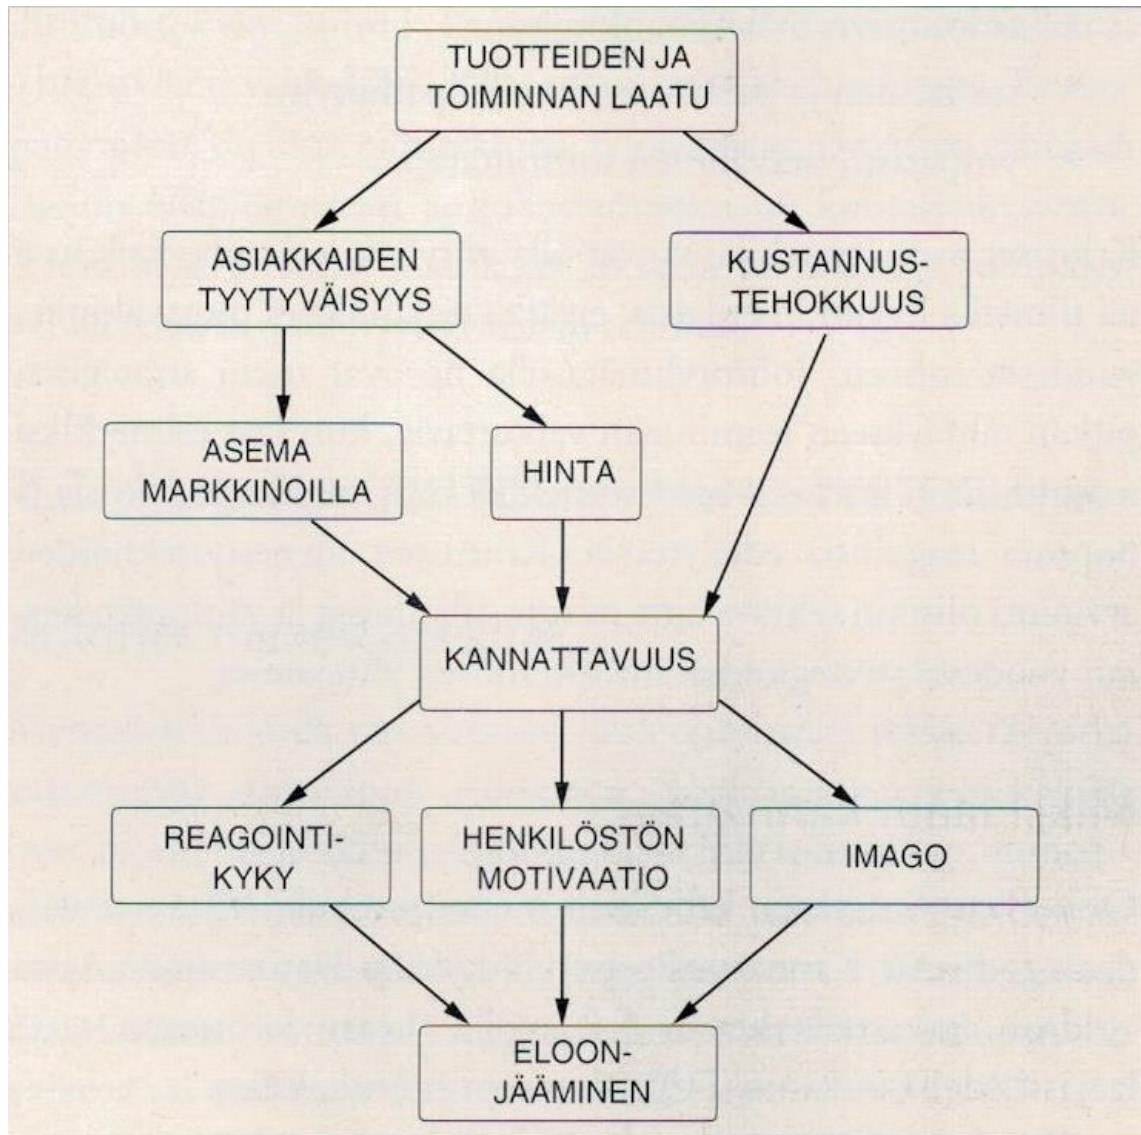 TUOTTEIDEN JA
TOIMINNAN LAATU
ASIAKKAIDEN
TYYTYVÄISYYS
KUSTANNUS-
TEHOKKUUS
ASEMA
MARKKINOILLA
HINTA
KANNATTAVUUS
REAGOINTI-
KYKY
HENKILÖSTÖN
MOTIVAATIO
IMAGO
ELOON-
JÄÄMINEN